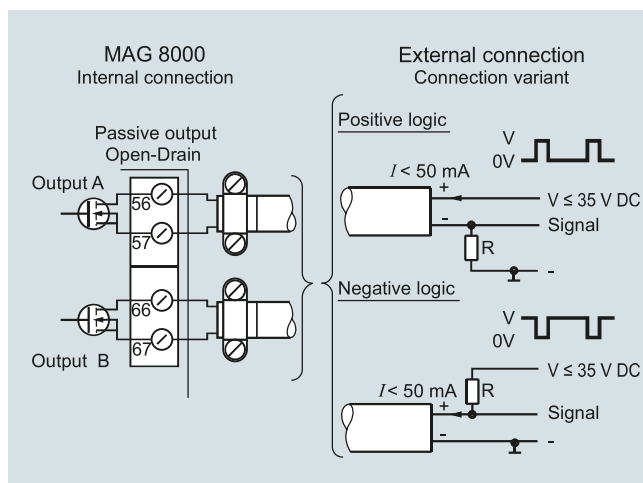 MAG 8000
Internal connection
Passive output
Open-Drain
Output A
56
57
66
67
Output B
External connection
Connection variant
Positive logic
V
0V
I < 50 mA
+
V ≤ 35 V DC
-
Signal
R
-
Negative logic
V
0V
V ≤ 35 V DC
I < 50 mA
R
+
Signal
-
-